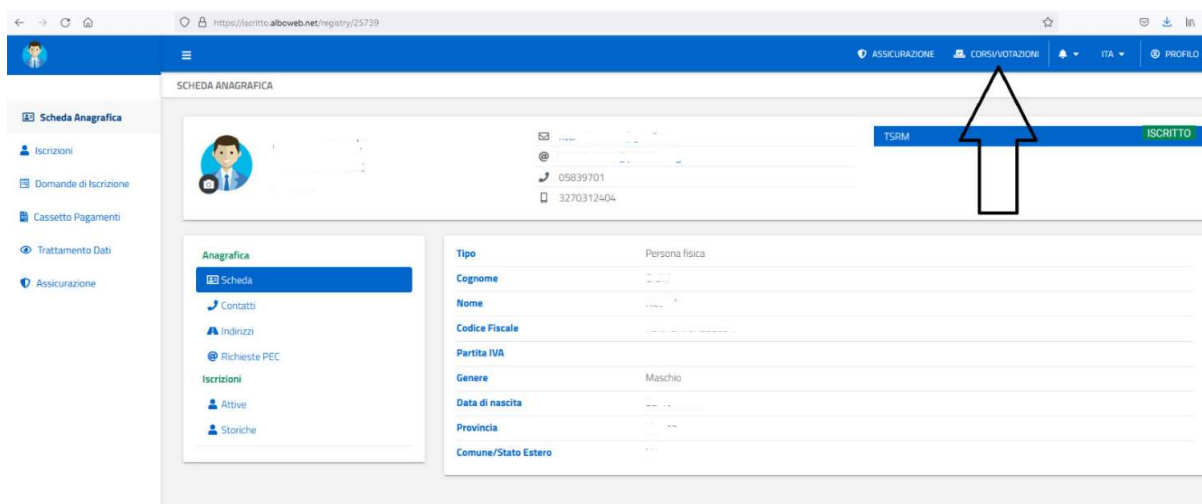 https://iscritto.alboweb.net/registry/25739
ASSICURAZIONE CORSI/VOTAZIONI ITA PROFILO
SCHEDA ANAGRAFICA
Scheda Anagrafica
Iscrizioni
Domande di Iscrizione
Cassetto Pagamenti
Trattamento Dati
Assicurazione
05839701
3270312404
TSRM ISCRITTO
Anagrafica
Scheda
Contatti
Indirizzi
Richieste PEC
Iscrizioni
Attive
Storiche
Tipo Persona fisica
Cognome
Nome
Codice Fiscale
Partita IVA
Genere Maschio
Data di nascita
Provincia
Comune/Stato Estero